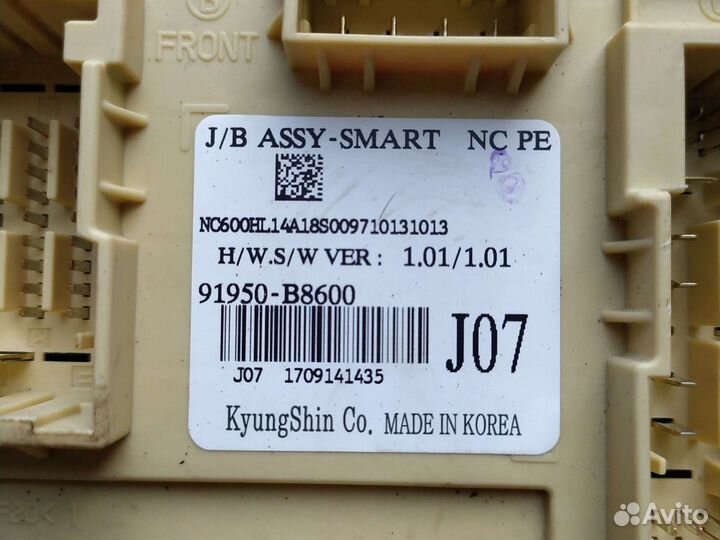 B
FRONT
J/B ASSY-SMART NC PE
NC600HL14A18S009710131013
H/W.S/W VER : 1.01/1.01
91950-B8600
J07
J07 1709141435
KyungShin Co. MADE IN KOREA
Avito